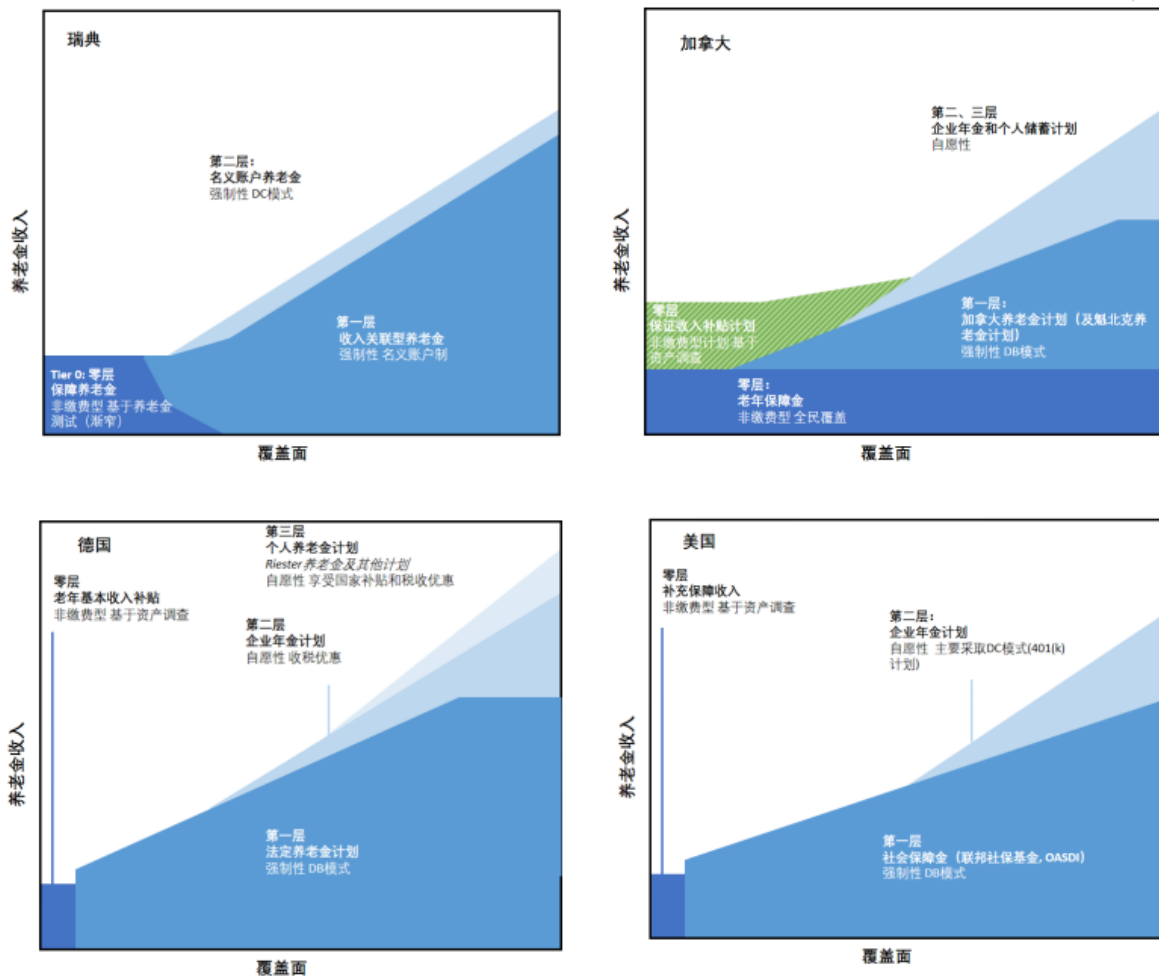 瑞典
第二层：
名义账户养老金
强制性 DC模式
第一层
收入关联型养老金
强制性 名义账户制
Tier 0: 零层
保障养老金
非缴费型 基于养老金
测试（渐窄）
养老金收入
覆盖面
加拿大
第二、三层
企业年金和个人储蓄计划
自愿性
零层
保证收入补贴计划
非缴费型计划 基于
资产调查
第一层：
加拿大养老金计划（及魁北克养
老金计划）
强制性 DB模式
零层：
老年保障金
非缴费型 全民覆盖
养老金收入
覆盖面
德国
第三层
个人养老金计划
Riester 养老金及其他计划
自愿性 享受国家补贴和税收优惠
零层
老年基本收入补贴
非缴费型 基于资产调查
第二层
企业年金计划
自愿性 收税优惠
第一层
法定养老金计划
强制性 DB模式
养老金收入
覆盖面
美国
零层
补充保障收入
非缴费型 基于资产调查
第二层：
企业年金计划
自愿性 主要采取DC模式(401(k)
计划)
第一层
社会保障金（联邦社保基金, OASDI）
强制性 DB模式
养老金收入
覆盖面